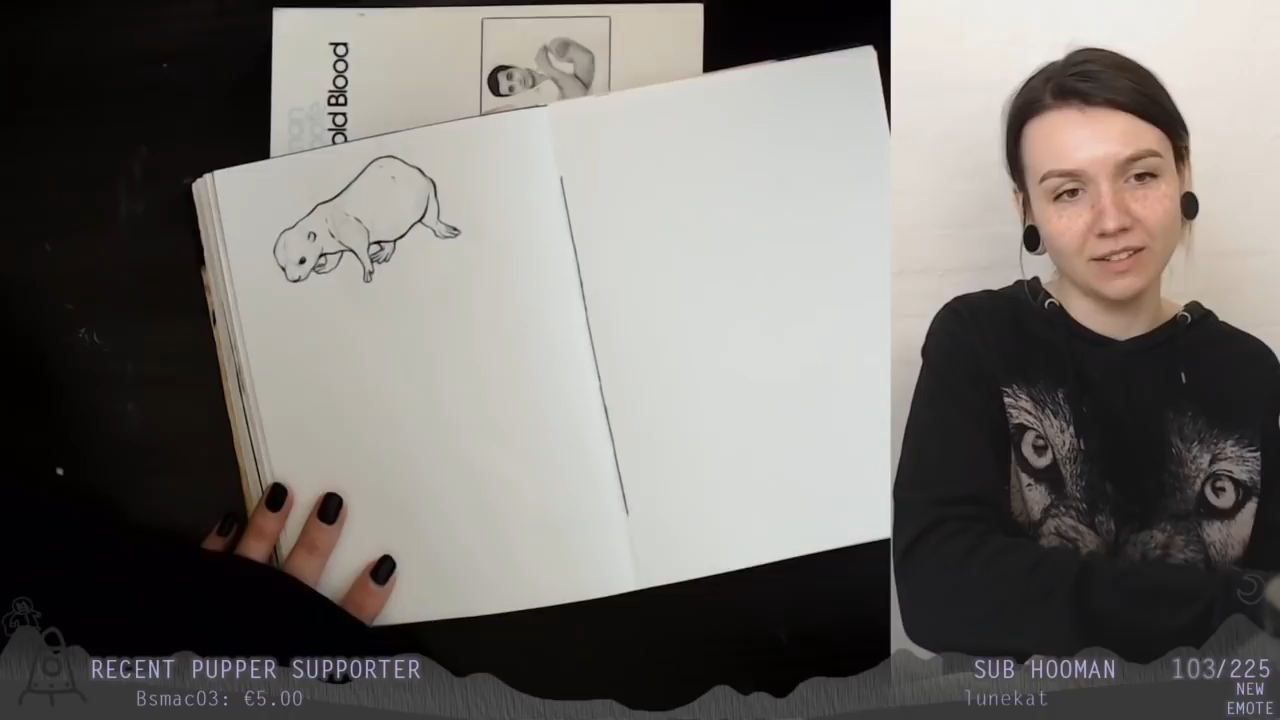 old Blood
RECENT PUPPER SUPPORTER
Bsmac03: €5.00
SUB HOOMAN
lunekat
103/225
NEW
EMOTE